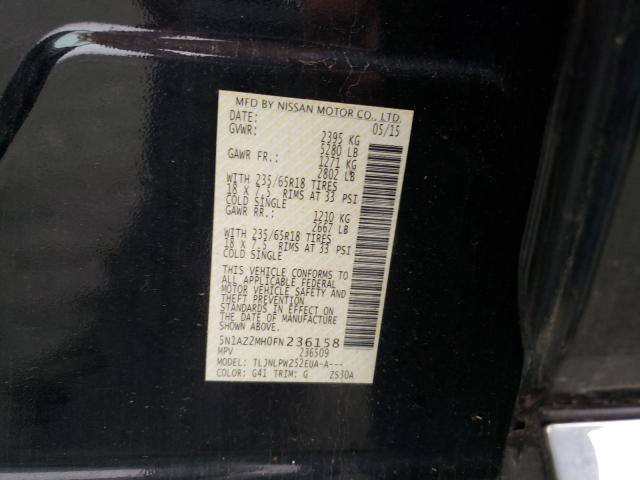 MFD BY NISSAN MOTOR CO., LTD.
DATE: 05/15
GVWR: 2395 KG
5280 LB
GAWR FR.: 1271 KG
2802 LB
WITH 235/65R18 TIRES
18 X 7.5 RIMS AT 33 PSI
COLD SINGLE
GAWR RR.: 1210 KG
2667 LB
WITH 235/65R18 TIRES
18 X 7.5 RIMS AT 33 PSI
COLD SINGLE
THIS VEHICLE CONFORMS TO
ALL APPLICABLE FEDERAL
MOTOR VEHICLE SAFETY AND
THEFT PREVENTION
STANDARDS IN EFFECT ON
THE DATE OF MANUFACTURE
SHOWN ABOVE.
5N1AZ2MH0FN236158
MPV 236509
MODEL: TLJNLPWZS2EUA-A---
COLOR: G41 TRIM: G ZS30A